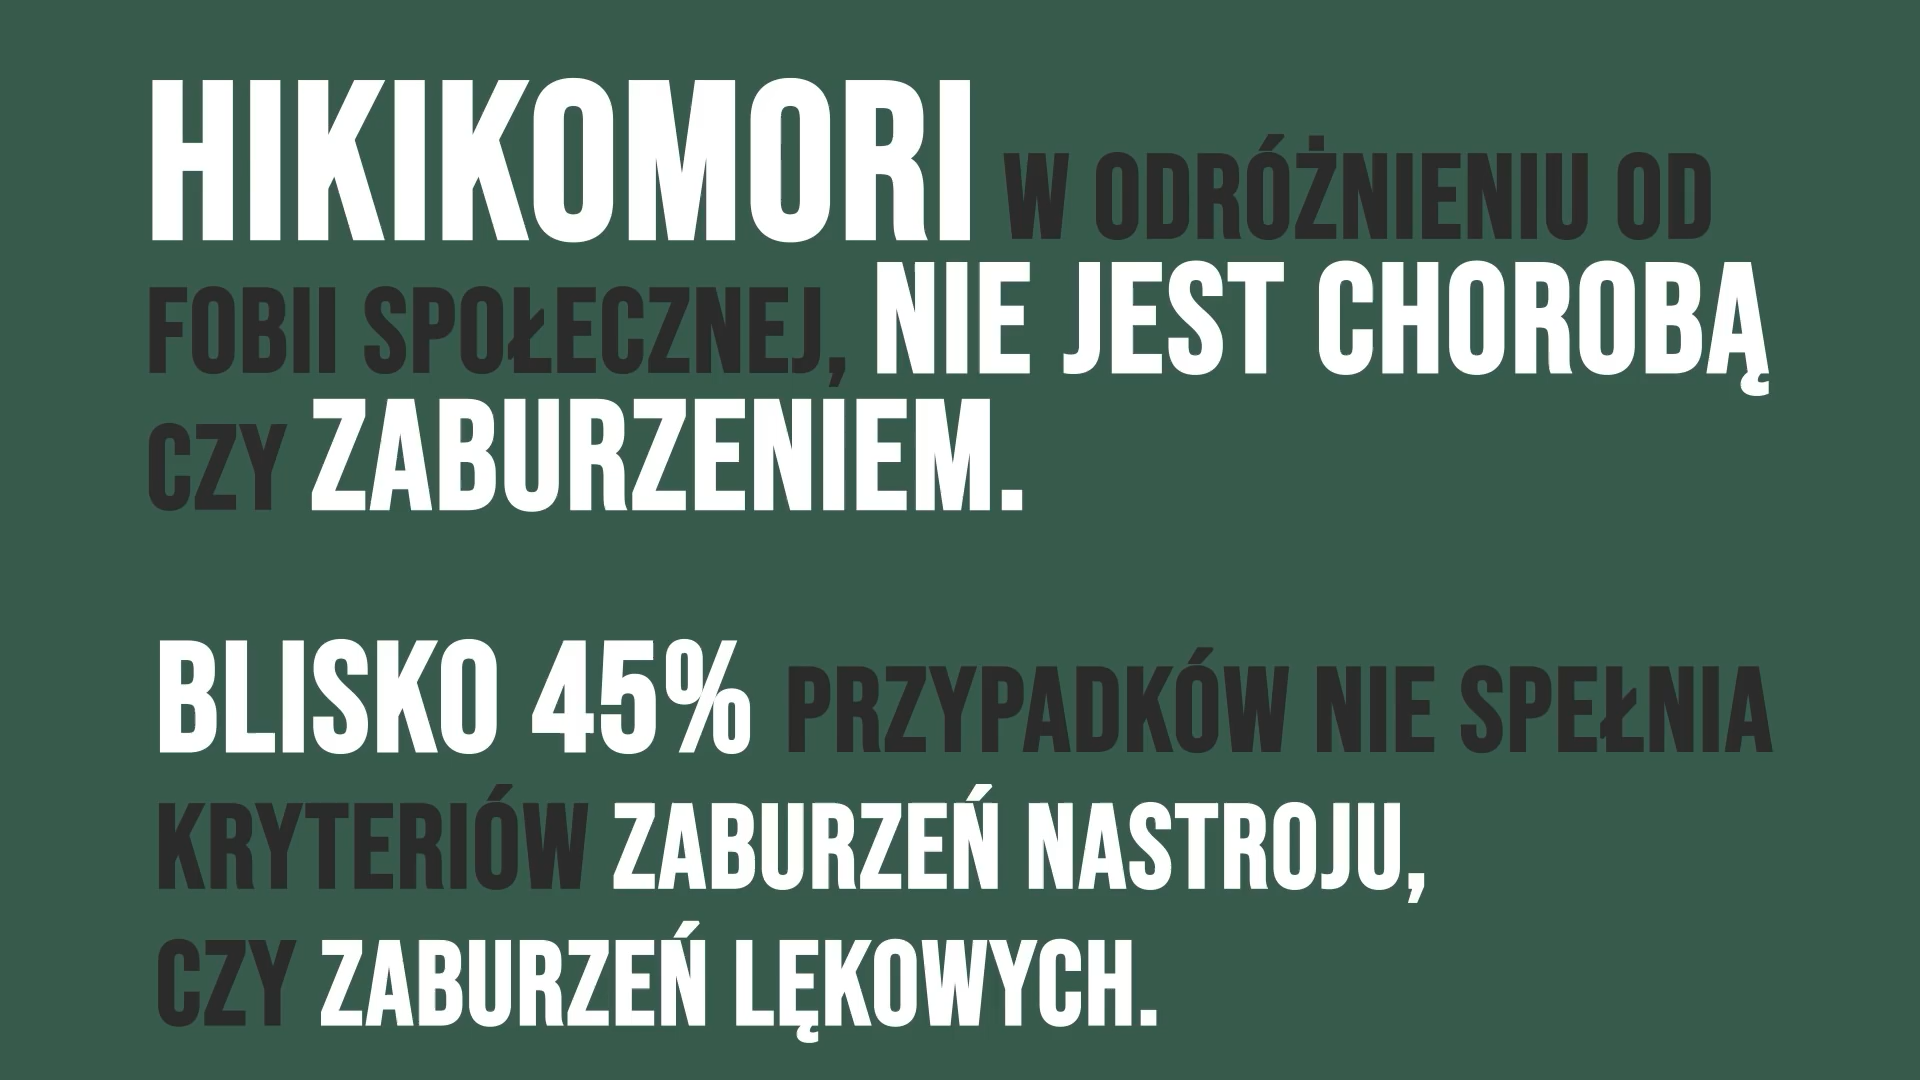 HIKIKOMORI W ODRÓŻNIENIU OD
FOBII SPOŁECZNEJ, NIE JEST CHOROBĄ
CZY ZABURZENIEM.
BLISKO 45% PRZYPADKÓW NIE SPEŁNIA
KRYTERIÓW ZABURZEŃ NASTROJU,
CZY ZABURZEŃ LĘKOWYCH.